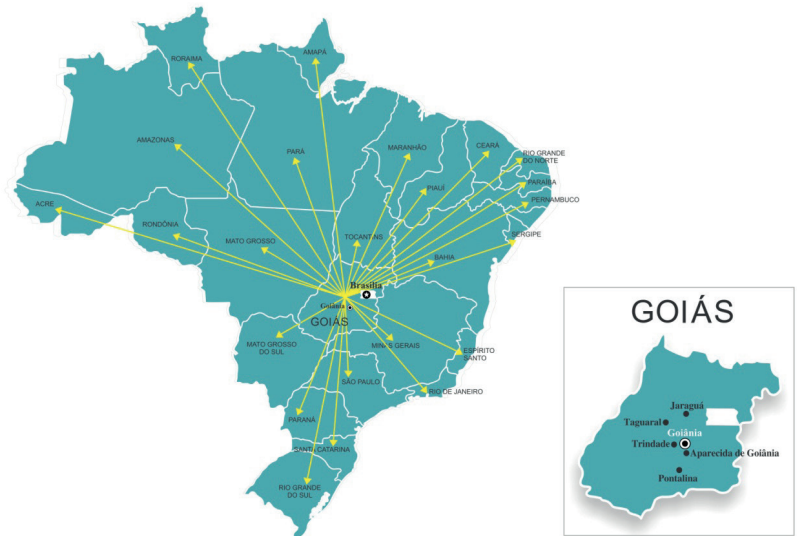 RORAIMA
AMAPÁ
AMAZONAS
PARÁ
MARANHÃO
CEARÁ
RIO GRANDE
DO NORTE
PARAÍBA
PIAUÍ
PERNAMBUCO
ACRE
RONDÔNIA
MATO GROSSO
TOCANTINS
SERGIPE
BAHIA
Brasília
Goiânia
GOIÁS
MATO GROSSO
DO SUL
MINAS GERAIS
ESPÍRITO
SANTO
SÃO PAULO
RIO DE JANEIRO
PARANÁ
SANTA CATARINA
RIO GRANDE
DO SUL
GOIÁS
Jaraguá
Taguaral
Goiânia
Trindade
Aparecida de Goiânia
Pontalina